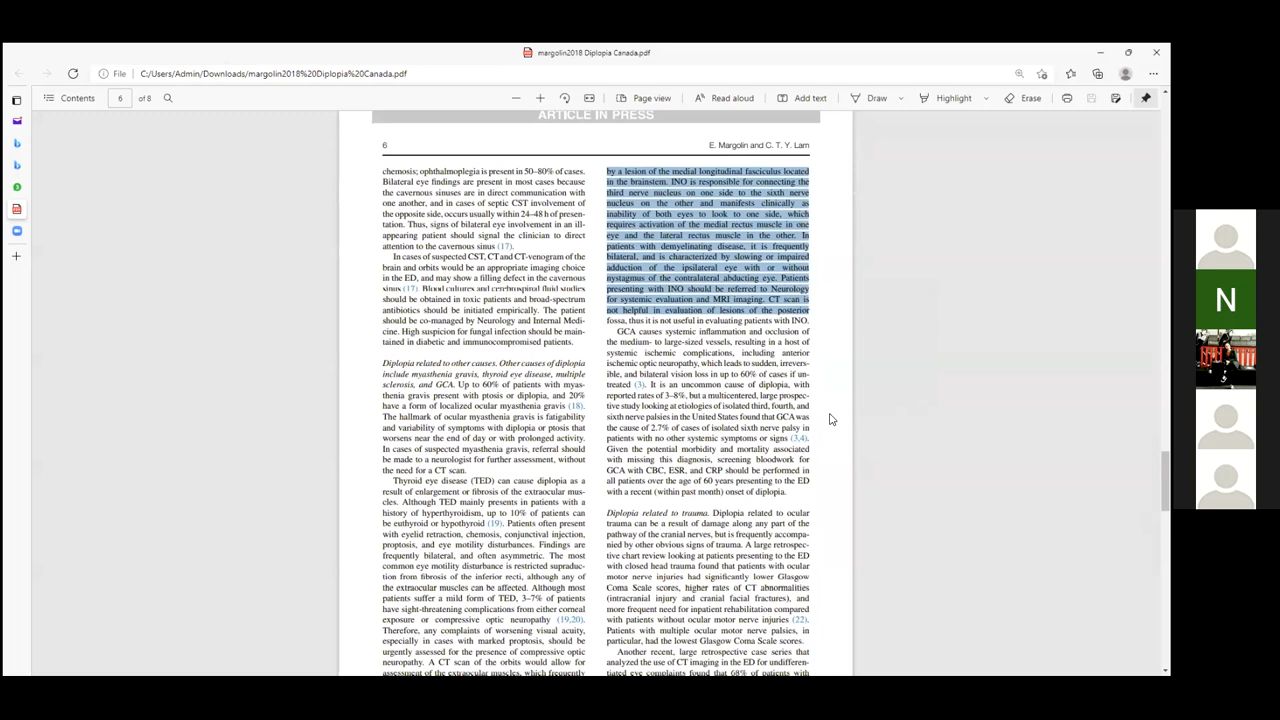 margolin2018 Diplopia Canada.pdf
File
C:/Users/Admin/Downloads/margolin2018%20Diplopia%20Canada.pdf
Contents
6
of 8
Page view
Read aloud
Add text
Draw
Highlight
Erase
ARTICLE IN PRESS
6
E. Margolin and C. T. Y. Lam
chemosis; ophthalmoplegia is present in 50–80% of cases.
Bilateral eye findings are present in most cases because
the cavernous sinuses are in direct communication with
one another, and in cases of septic CST involvement of
the opposite side, occurs usually within 24–48 h of presen-
tation. Thus, signs of bilateral eye involvement in an ill-
appearing patient should signal the clinician to direct
attention to the cavernous sinus (17).
In cases of suspected CST, CT and CT-venogram of the
brain and orbits would be an appropriate imaging choice
in the ED, and may show a filling defect in the cavernous
sinus (17). Blood cultures and cerebrospinal fluid studies
should be obtained in toxic patients and broad-spectrum
antibiotics should be initiated empirically. The patient
should be co-managed by Neurology and Internal Medi-
cine. High suspicion for fungal infection should be main-
tained in diabetic and immunocompromised patients.
Diplopia related to other causes. Other causes of diplopia
include myasthenia gravis, thyroid eye disease, multiple
sclerosis, and GCA. Up to 60% of patients with myas-
thenia gravis present with ptosis or diplopia, and 20%
have a form of localized ocular myasthenia gravis (18).
The hallmark of ocular myasthenia gravis is fatigability
and variability of symptoms with diplopia or ptosis that
worsens near the end of day or with prolonged activity.
In cases of suspected myasthenia gravis, referral should
be made to a neurologist for further assessment, without
the need for a CT scan.
Thyroid eye disease (TED) can cause diplopia as a
result of enlargement or fibrosis of the extraocular mus-
cles. Although TED mainly presents in patients with a
history of hyperthyroidism, up to 10% of patients can
be euthyroid or hypothyroid (19). Patients often present
with eyelid retraction, chemosis, conjunctival injection,
proptosis, and eye motility disturbances. Findings are
frequently bilateral, and often asymmetric. The most
common eye motility disturbance is restricted supraduc-
tion from fibrosis of the inferior recti, although any of
the extraocular muscles can be affected. Although most
patients suffer a mild form of TED, 3–7% of patients
have sight-threatening complications from either corneal
exposure or compressive optic neuropathy (19,20).
Therefore, any complaints of worsening visual acuity,
especially in cases with marked proptosis, should be
urgently assessed for the presence of compressive optic
neuropathy. A CT scan of the orbits would allow for
assessment of the extraocular muscles, which frequently
by a lesion of the medial longitudinal fasciculus located
in the brainstem. INO is responsible for connecting the
third nerve nucleus on one side to the sixth nerve
nucleus on the other and manifests clinically as
inability of both eyes to look to one side, which
requires activation of the medial rectus muscle in one
eye and the lateral rectus muscle in the other. In
patients with demyelinating disease, it is frequently
bilateral, and is characterized by slowing or impaired
adduction of the ipsilateral eye with or without
nystagmus of the contralateral abducting eye. Patients
presenting with INO should be referred to Neurology
for systemic evaluation and MRI imaging. CT scan is
not helpful in evaluation of lesions of the posterior
fossa, thus it is not useful in evaluating patients with INO.
GCA causes systemic inflammation and occlusion of
the medium- to large-sized vessels, resulting in a host of
systemic ischemic complications, including anterior
ischemic optic neuropathy, which leads to sudden, irrevers-
ible, and bilateral vision loss in up to 60% of cases if un-
treated (3). It is an uncommon cause of diplopia, with
reported rates of 3–8%, but a multicentered, large prospec-
tive study looking at etiologies of isolated third, fourth, and
sixth nerve palsies in the United States found that GCA was
the cause of 2.7% of cases of isolated sixth nerve palsy in
patients with no other systemic symptoms or signs (3,4).
Given the potential morbidity and mortality associated
with missing this diagnosis, screening bloodwork for
GCA with CBC, ESR, and CRP should be performed in
all patients over the age of 60 years presenting to the ED
with a recent (within past month) onset of diplopia.
Diplopia related to trauma. Diplopia related to ocular
trauma can be a result of damage along any part of the
pathway of the cranial nerves, but is frequently accompa-
nied by other obvious signs of trauma. A large retrospec-
tive chart review looking at patients presenting to the ED
with closed head trauma found that patients with ocular
motor nerve injuries had significantly lower Glasgow
Coma Scale scores, higher rates of CT abnormalities
(intracranial injury and cranial facial fractures), and
more frequent need for inpatient rehabilitation compared
with patients without ocular motor nerve injuries (22).
Patients with multiple ocular motor nerve palsies, in
particular, had the lowest Glasgow Coma Scale scores.
Another recent, large retrospective case series that
analyzed the use of CT imaging in the ED for undifferen-
tiated eye complaints found that 68% of patients with
N